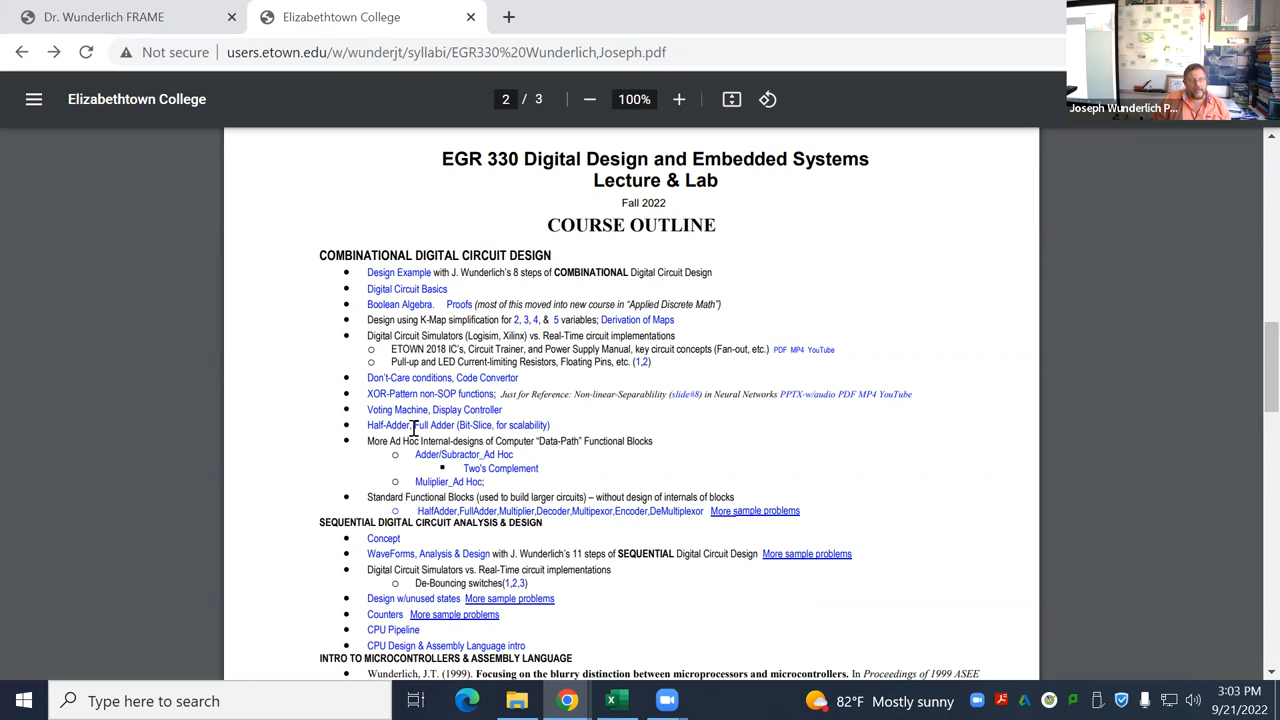 Dr. Wunderlich FRAME
Elizabethtown College
Not secure
users.etown.edu/w/wunderjt/syllabi/EGR330%20Wunderlich,Joseph.pdf
Joseph Wunderlich P...
Elizabethtown College
2 / 3
100%
EGR 330 Digital Design and Embedded Systems
Lecture & Lab
Fall 2022
COURSE OUTLINE
COMBINATIONAL DIGITAL CIRCUIT DESIGN
Design Example with J. Wunderlich's 8 steps of COMBINATIONAL Digital Circuit Design
Digital Circuit Basics
Boolean Algebra. Proofs (most of this moved into new course in "Applied Discrete Math")
Design using K-Map simplification for 2, 3, 4, & 5 variables; Derivation of Maps
Digital Circuit Simulators (Logisim, Xilinx) vs. Real-Time circuit implementations
ETOWN 2018 IC's, Circuit Trainer, and Power Supply Manual, key circuit concepts (Fan-out, etc.) PDF MP4 YouTube
Pull-up and LED Current-limiting Resistors, Floating Pins, etc. (1,2)
Don't-Care conditions, Code Convertor
XOR-Pattern non-SOP functions; Just for Reference: Non-linear-Separablility (slide#8) in Neural Networks PPTX-w/audio PDF MP4 YouTube
Voting Machine, Display Controller
Half-Adder, Full Adder (Bit-Slice, for scalability)
More Ad Hoc Internal-designs of Computer "Data-Path" Functional Blocks
Adder/Subractor_Ad Hoc
Two's Complement
Muliplier_Ad Hoc;
Standard Functional Blocks (used to build larger circuits) – without design of internals of blocks
HalfAdder,FullAdder,Multiplier,Decoder,Multipexor,Encoder,DeMultiplexor More sample problems
SEQUENTIAL DIGITAL CIRCUIT ANALYSIS & DESIGN
Concept
WaveForms, Analysis & Design with J. Wunderlich's 11 steps of SEQUENTIAL Digital Circuit Design More sample problems
Digital Circuit Simulators vs. Real-Time circuit implementations
De-Bouncing switches(1,2,3)
Design w/unused states More sample problems
Counters More sample problems
CPU Pipeline
CPU Design & Assembly Language intro
INTRO TO MICROCONTROLLERS & ASSEMBLY LANGUAGE
Wunderlich, J.T. (1999). Focusing on the blurry distinction between microprocessors and microcontrollers. In Proceedings of 1999 ASEE
Type here to search
82°F Mostly sunny
3:03 PM
9/21/2022